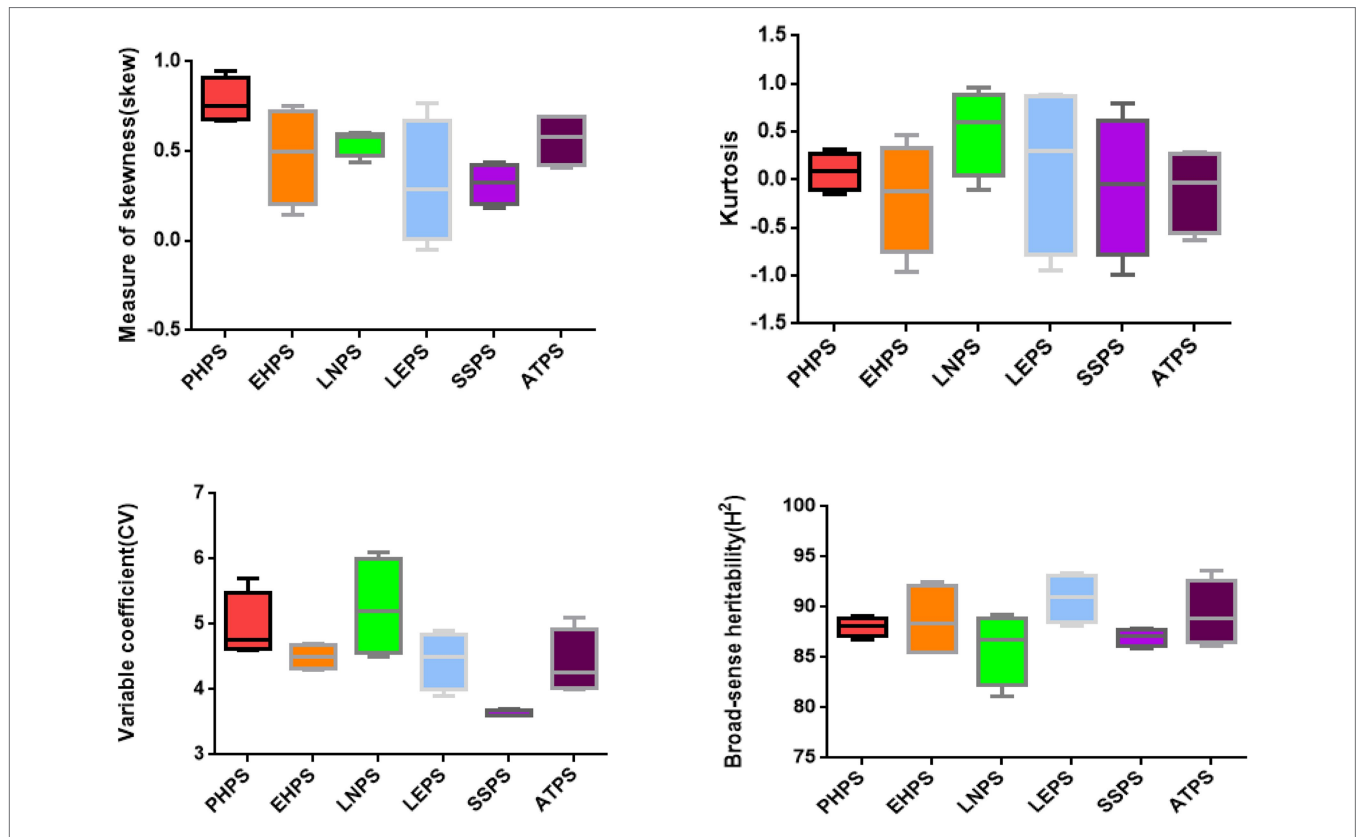 Measure of skewness(skew)
1.0
0.5
0.0
-0.5
PHPS
EHPS
LNPS
LEPS
SSPS
ATPS
Kurtosis
1.5
1.0
0.5
0.0
-0.5
-1.0
-1.5
PHPS
EHPS
LNPS
LEPS
SSPS
ATPS
Variable coefficient(CV)
7
6
5
4
3
PHPS
EHPS
LNPS
LEPS
SSPS
ATPS
Broad-sense heritability(H²)
100
95
90
85
80
75
PHPS
EHPS
LNPS
LEPS
SSPS
ATPS